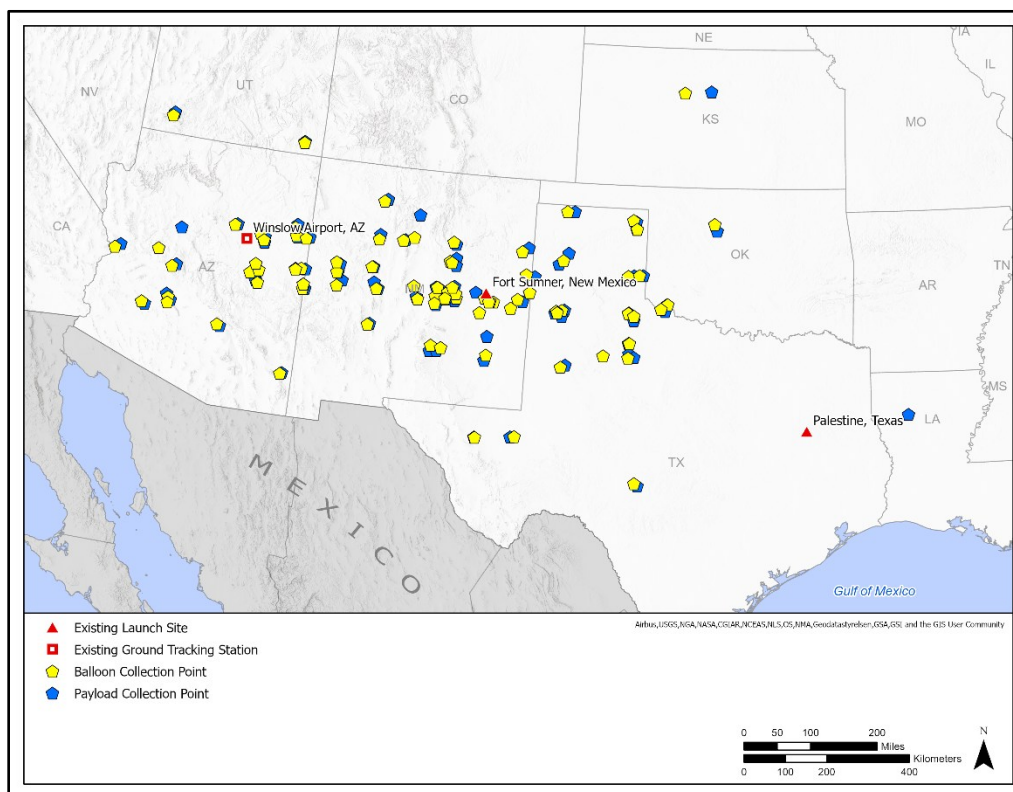 NE
IA
IL
NV
UT
CO
KS
MO
CA
Winslow Airport, AZ
AZ
OK
TN
AR
Fort Sumner, New Mexico
NM
MS
Palestine, Texas
LA
TX
MEXICO
Gulf of Mexico
Airbus,USGS,NGA,NASA,CGIAR,NCEAS,NLS,OS,NMA,Geodatastyrelsen,GSA,GSI and the GIS User Community
Existing Launch Site
Existing Ground Tracking Station
Balloon Collection Point
Payload Collection Point
0 50 100 200
Miles
N
Kilometers
0 100 200 400